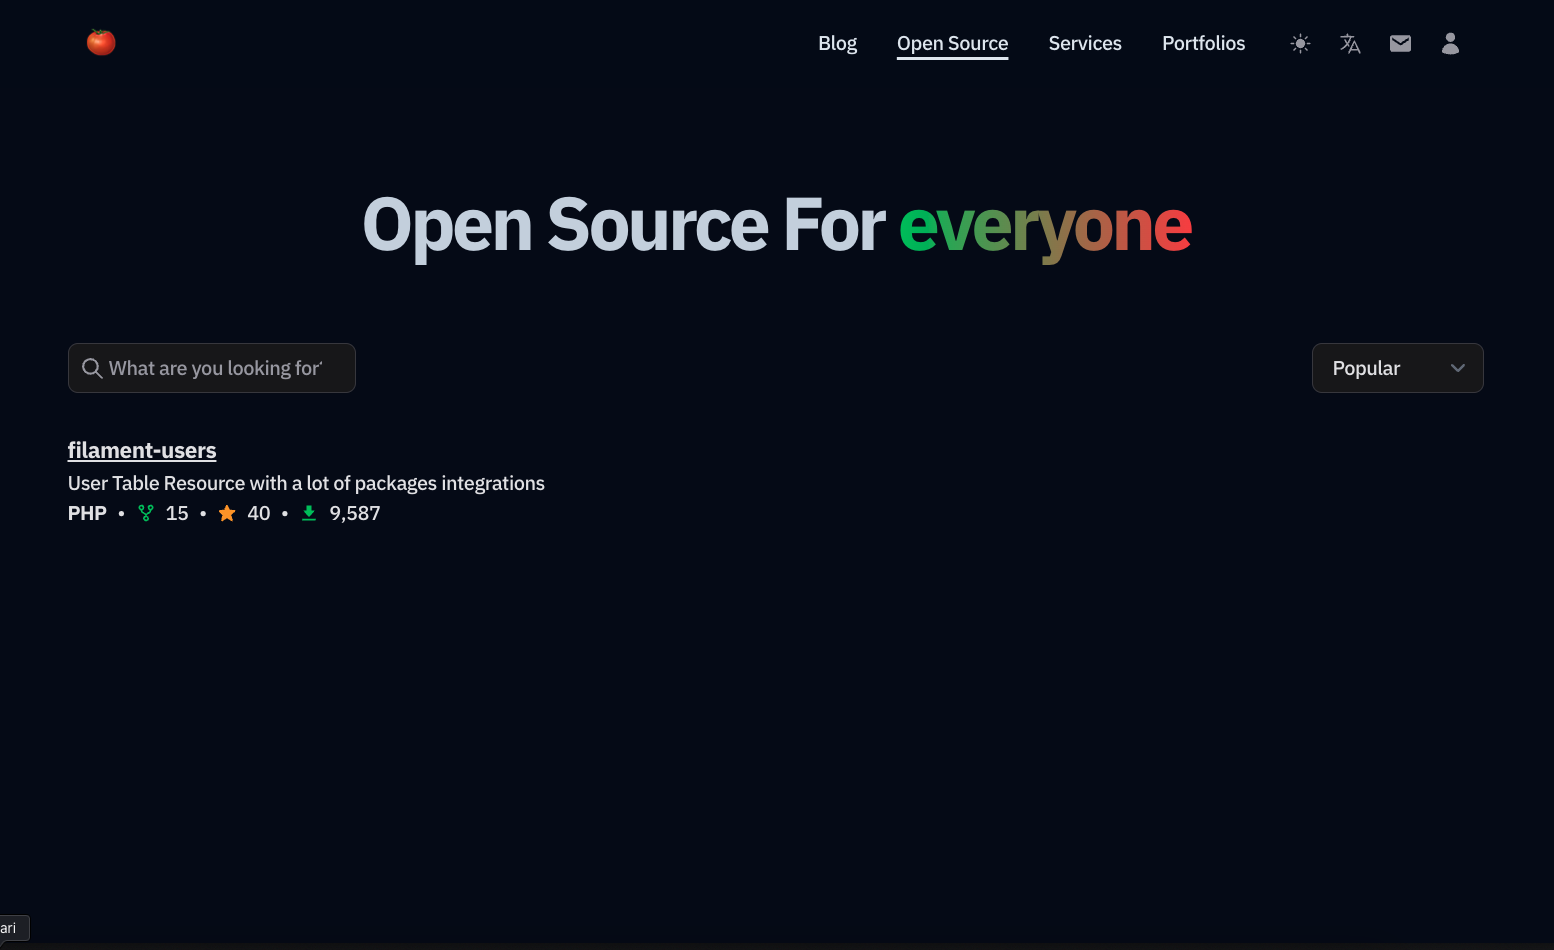 Blog Open Source Services Portfolios
Open Source For everyone
What are you looking for
Popular
filament-users
User Table Resource with a lot of packages integrations
PHP • 15 • 40 • 9,587
ari